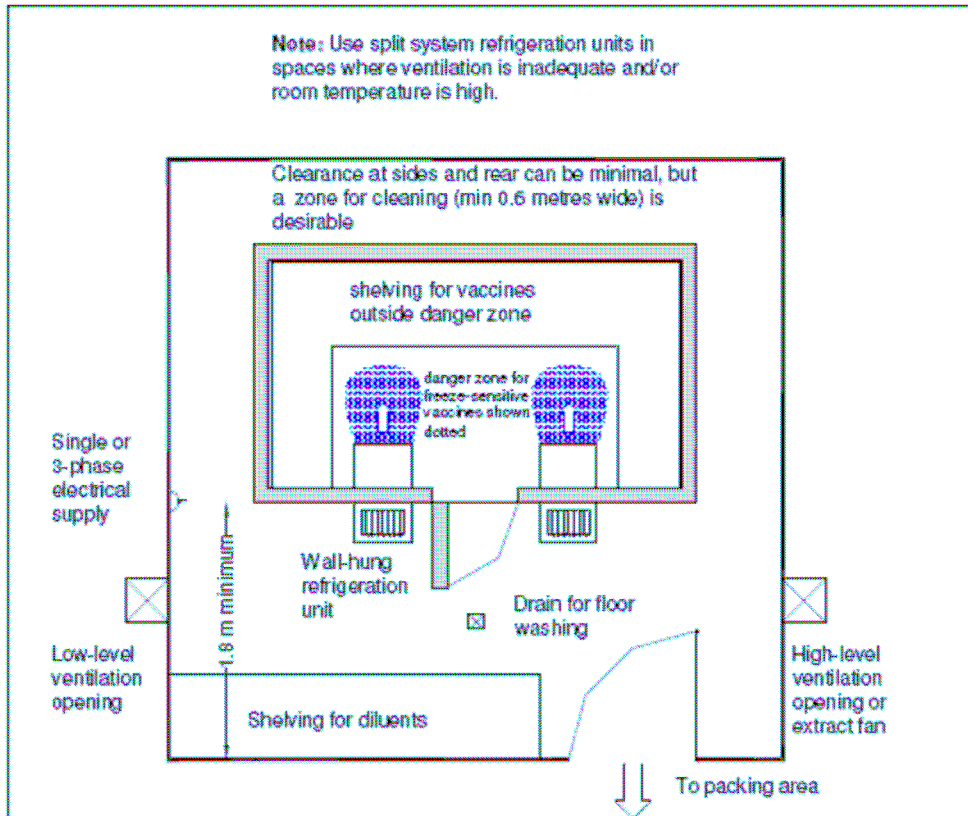 Note: Use split system refrigeration units in
spaces where ventilation is inadequate and/or
room temperature is high.
Clearance at sides and rear can be minimal, but
a zone for cleaning (min 0.6 metres wide) is
desirable
shelving for vaccines
outside danger zone
danger zone for
freeze-sensitive
vaccines shown
dotted
Single or
3-phase
electrical
supply
1.8 m minimum
Wall-hung
refrigeration
unit
Drain for floor
washing
Low-level
ventilation
opening
High-level
ventilation
opening or
extract fan
Shelving for diluents
To packing area